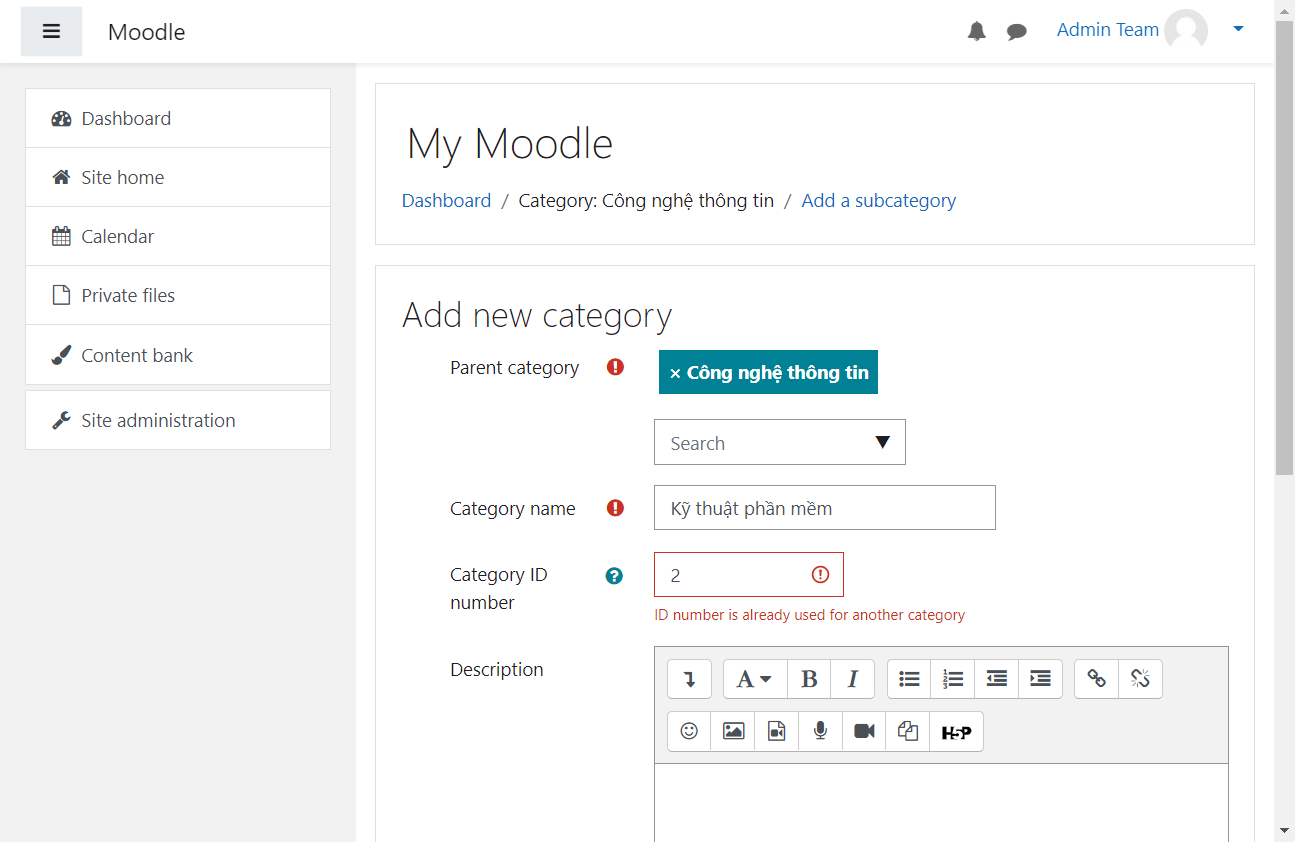 Moodle
Admin Team
Dashboard
Site home
Calendar
Private files
Content bank
Site administration
My Moodle
Dashboard / Category: Công nghệ thông tin / Add a subcategory
Add new category
Parent category
× Công nghệ thông tin
Search
Category name
Kỹ thuật phần mềm
Category ID
number
2
ID number is already used for another category
Description
A B I
H5P